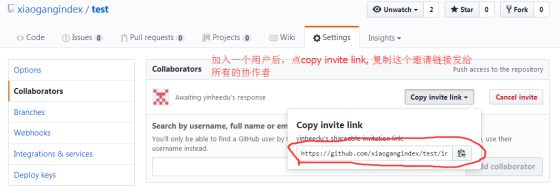 xiaogangindex / test
Unwatch 2 Star 0 Fork 0
Code Issues 0 Pull requests 0 Projects 0 Wiki Settings Insights
加入一个用户后，点copy invite link, 复制这个邀请链接发给
所有的协作者
Options
Collaborators
Branches
Webhooks
Integrations & services
Deploy keys
Collaborators Push access to the repository
Awaiting yinheedu's response Copy invite link Cancel invite
Copy invite link
Search by username, full name or em
You'll only be able to find a GitHub user by yinheedu's sharable invitation link , use their
username instead.
https://github.com/xiaogangindex/test/in
dd collaborator